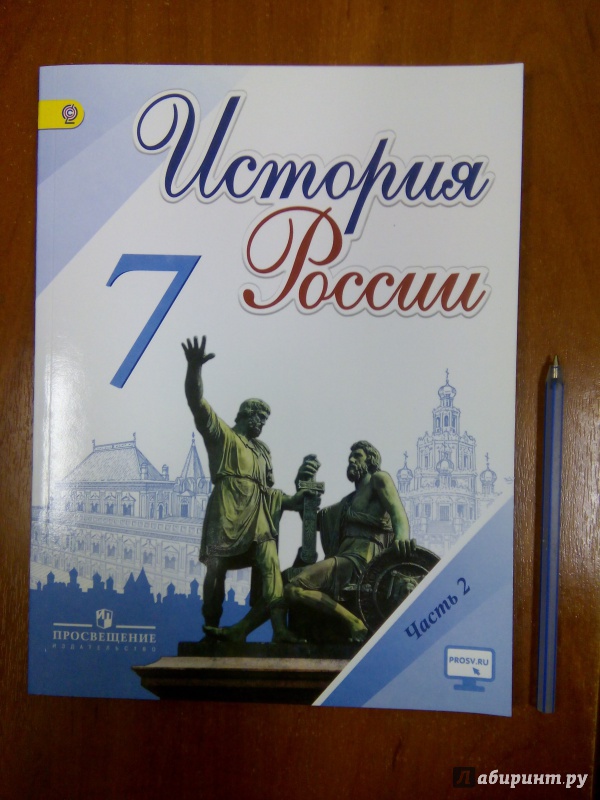 История
России
7
Часть 2
ПРОСВЕЩЕНИЕ
ИЗДАТЕЛЬСТВО
PROSV.RU
Лабиринт.ру